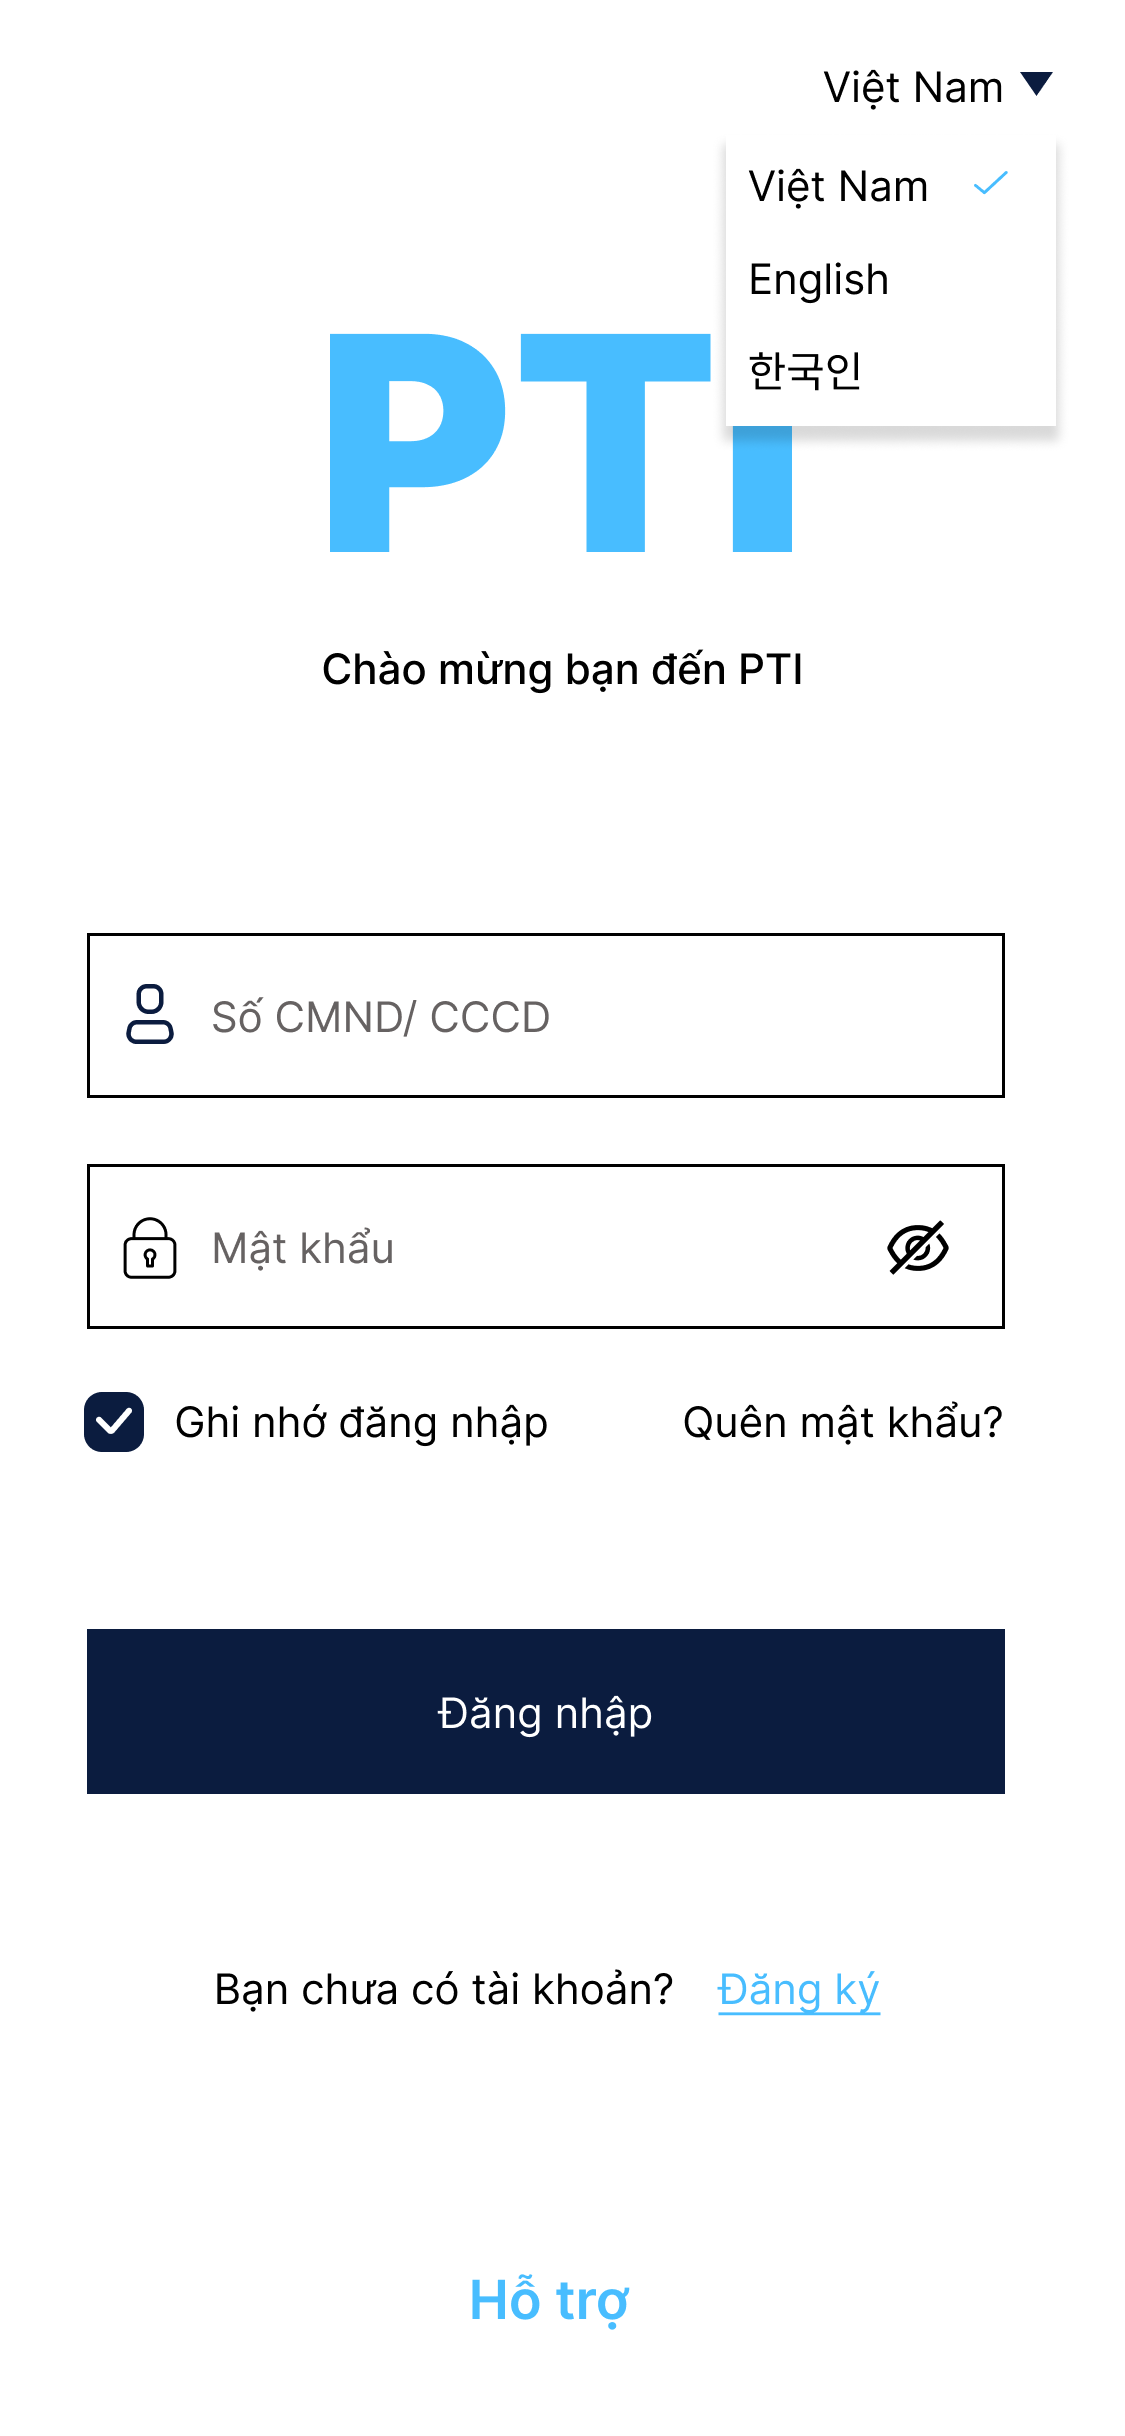 Việt Nam
Việt Nam
English
한국인
PTI
Chào mừng bạn đến PTI
Số CMND/ CCCD
Mật khẩu
Ghi nhớ đăng nhập
Quên mật khẩu?
Đăng nhập
Bạn chưa có tài khoản? Đăng ký
Hỗ trợ